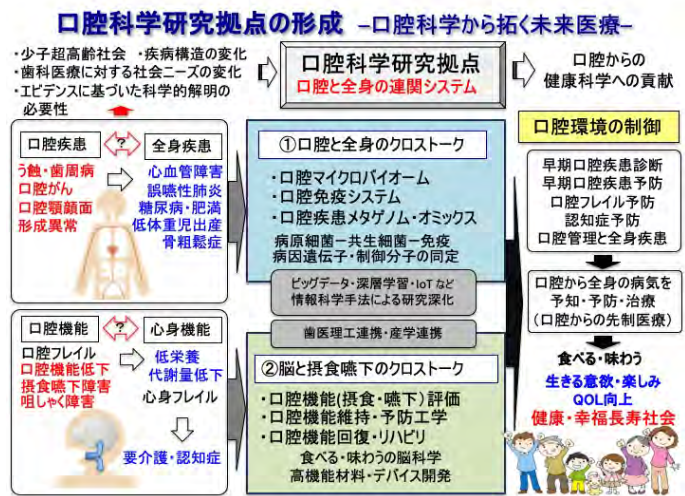 口腔科学研究拠点の形成 –口腔科学から拓く未来医療–
・少子超高齢社会 ・疾病構造の変化
・歯科医療に対する社会ニーズの変化
・エビデンスに基づいた科学的解明の
必要性
口腔科学研究拠点
口腔と全身の連関システム
口腔からの
健康科学への貢献
口腔疾患
?
全身疾患
う蝕・歯周病
口腔がん
口腔顎顔面
形成異常
心血管障害
誤嚥性肺炎
糖尿病・肥満
低体重児出産
骨粗鬆症
口腔機能
?
心身機能
口腔フレイル
口腔機能低下
摂食嚥下障害
咀しゃく障害
低栄養
代謝量低下
心身フレイル
要介護・認知症
①口腔と全身のクロストーク
・口腔マイクロバイオーム
・口腔免疫システム
・口腔疾患メタゲノム・オミックス
病原細菌－共生細菌－免疫
病因遺伝子・制御分子の同定
ビッグデータ・深層学習・IoT など
情報科学手法による研究深化
歯医理工連携・産学連携
②脳と摂食嚥下のクロストーク
・口腔機能(摂食・嚥下）評価
・口腔機能維持・予防工学
・口腔機能回復・リハビリ
食べる・味わうの脳科学
高機能材料・デバイス開発
口腔環境の制御
早期口腔疾患診断
早期口腔疾患予防
口腔フレイル予防
認知症予防
口腔管理と全身疾患
口腔から全身の病気を
予知・予防・治療
（口腔からの先制医療）
食べる・味わう
生きる意欲・楽しみ
QOL向上
健康・幸福長寿社会